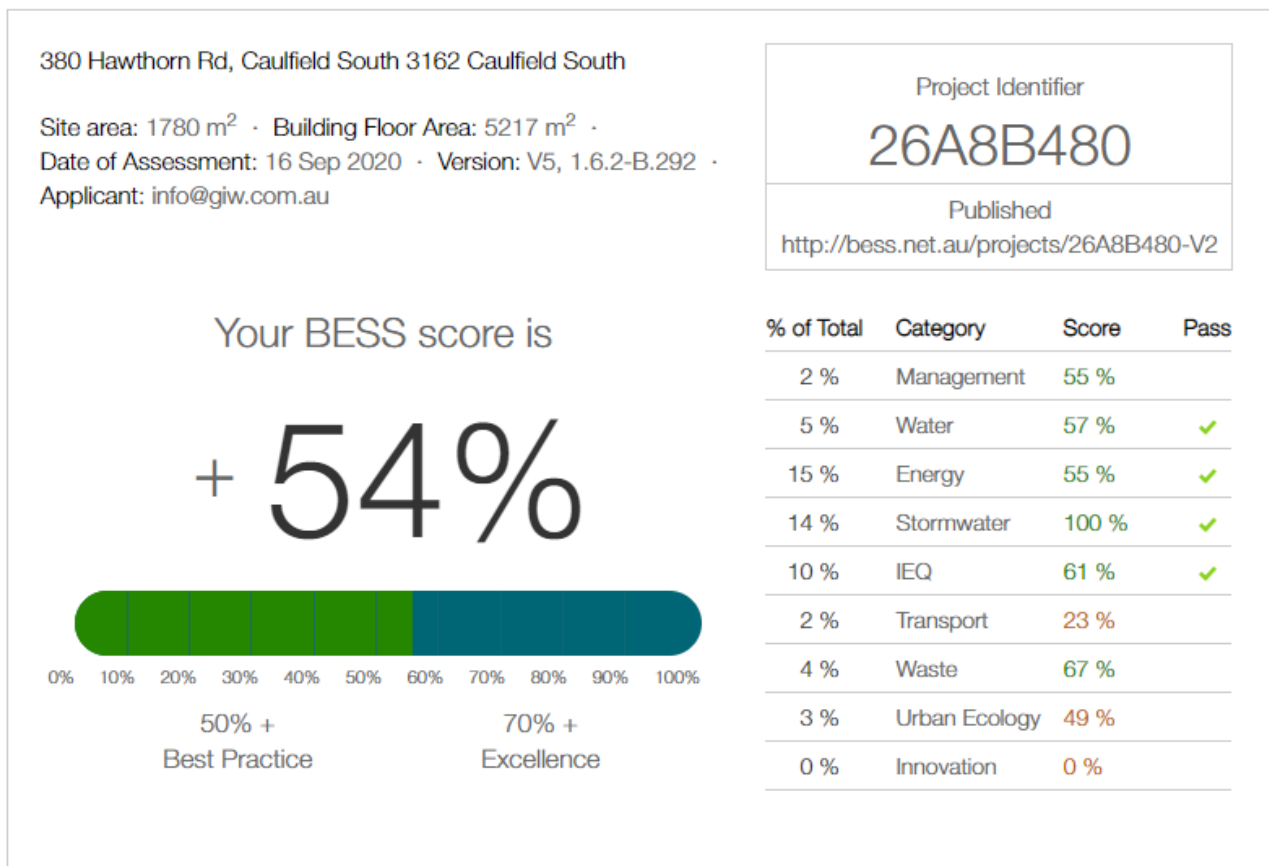 380 Hawthorn Rd, Caulfield South 3162 Caulfield South
Site area: 1780 m² · Building Floor Area: 5217 m² ·
Date of Assessment: 16 Sep 2020 · Version: V5, 1.6.2-B.292 ·
Applicant: info@giw.com.au
Project Identifier
26A8B480
Published
http://bess.net.au/projects/26A8B480-V2
Your BESS score is
+ 54%
0% 10% 20% 30% 40% 50% 60% 70% 80% 90% 100%
50% +
Best Practice
70% +
Excellence
% of Total Category Score Pass
2 % Management 55 %
5 % Water 57 % ✓
15 % Energy 55 % ✓
14 % Stormwater 100 % ✓
10 % IEQ 61 % ✓
2 % Transport 23 %
4 % Waste 67 %
3 % Urban Ecology 49 %
0 % Innovation 0 %